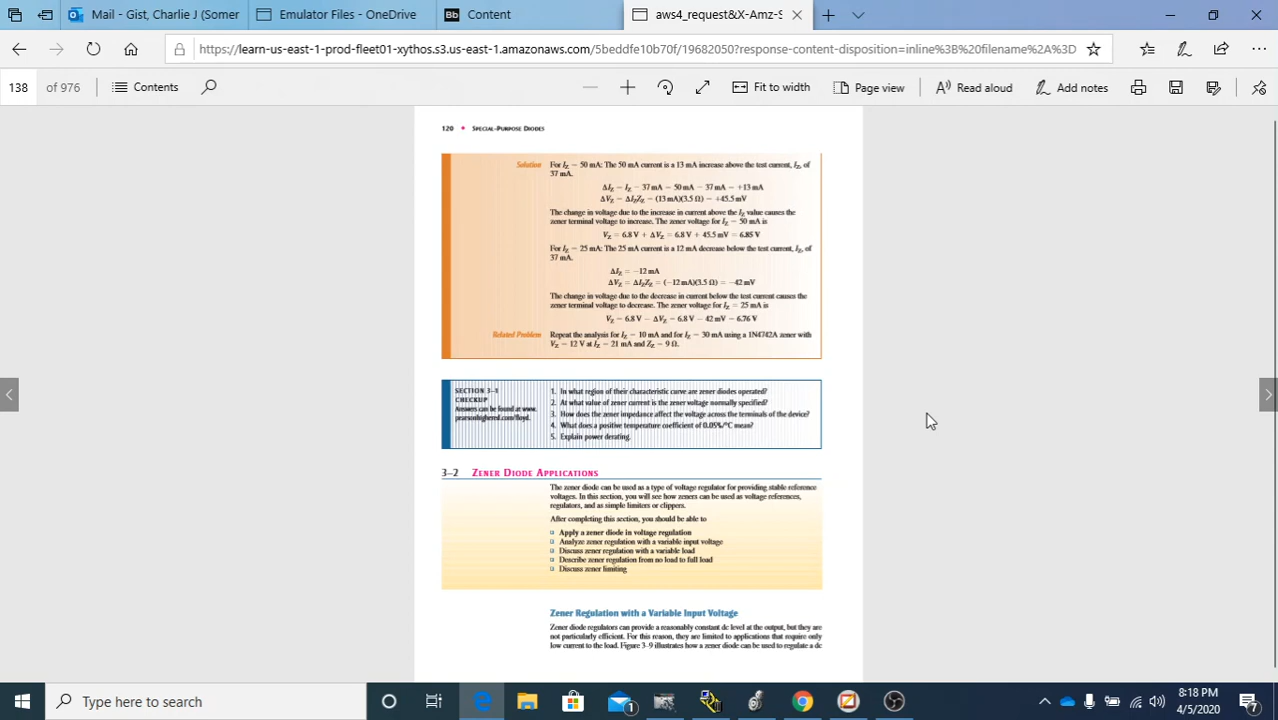 Mail - Gist, Charlie J (Somer
Emulator Files - Gist, Charlie J -
Content
awsd_r_xythos.s3.us-east-1
https://learn-us-east-1-prod-fleet01-xythos.s3.us-east-1.amazonaws.com/5beddfe10b70f/19682050?response-content-disposition=inline%3B%20filename%2A%3D
138 of 976 Contents Fit to width Page view Read aloud Add notes
120 • SPECIAL-PURPOSE DIODES
Solution For IZ = 50 mA: The 50 mA current is a 13 mA increase above the test current, IZ, of
37 mA.
ΔIZ = IZ − 37 mA = 50 mA − 37 mA = +13 mA
ΔVZ = ΔIZZZ = (13 mA)(3.5 Ω) = +45.5 mV
The change in voltage due to the increase in current above the IZ value causes the
zener terminal voltage to increase. The zener voltage for IZ = 50 mA is
VZ = 6.8 V + ΔVZ = 6.8 V + 45.5 mV = 6.85 V
For IZ = 25 mA: The 25 mA current is a 12 mA decrease below the test current, IZ, of
37 mA.
ΔIZ = −12 mA
ΔVZ = ΔIZZZ = (−12 mA)(3.5 Ω) = −42 mV
The change in voltage due to the decrease in current below the test current causes the
zener terminal voltage to decrease. The zener voltage for IZ = 25 mA is
VZ = 6.8 V − ΔVZ = 6.8 V − 42 mV = 6.76 V
Related Problem Repeat the analysis for IZ = 10 mA and for IZ = 30 mA using a 1N4742A zener with
VZ = 12 V at IZ = 21 mA and ZZ = 9 Ω.
SECTION 3–1
CHECKUP
Answers can be found at www.
pearsonhighered.com/floyd.
1. In what region of their characteristic curve are zener diodes operated?
2. At what value of zener current is the zener voltage normally specified?
3. How does the zener impedance affect the voltage across the terminals of the device?
4. What does a positive temperature coefficient of 0.05%/°C mean?
5. Explain power derating.
3–2 ZENER DIODE APPLICATIONS
The zener diode can be used as a type of voltage regulator for providing stable reference
voltages. In this section, you will see how zeners can be used as voltage references,
regulators, and as simple limiters or clippers.
After completing this section, you should be able to
Apply a zener diode in voltage regulation
Analyze zener regulation with a variable input voltage
Discuss zener regulation with a variable load
Describe zener regulation from no load to full load
Discuss zener limiting
Zener Regulation with a Variable Input Voltage
Zener diode regulators can provide a reasonably constant dc level at the output, but they are
not particularly efficient. For this reason, they are limited to applications that require only
low current to the load. Figure 3–9 illustrates how a zener diode can be used to regulate a dc
Type here to search
1
8:18 PM
4/5/2020
7